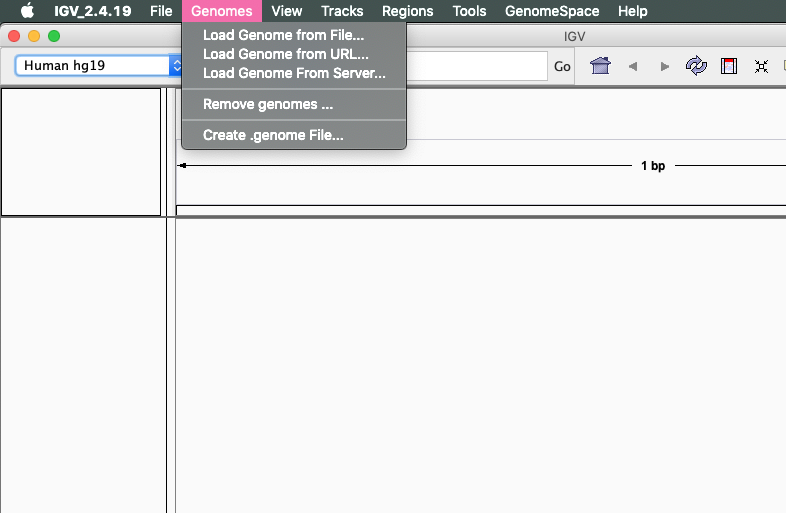 IGV_2.4.19 File Genomes View Tracks Regions Tools GenomeSpace Help
IGV
Human hg19
Go
Load Genome from File...
Load Genome from URL...
Load Genome From Server...
Remove genomes ...
Create .genome File...
1 bp